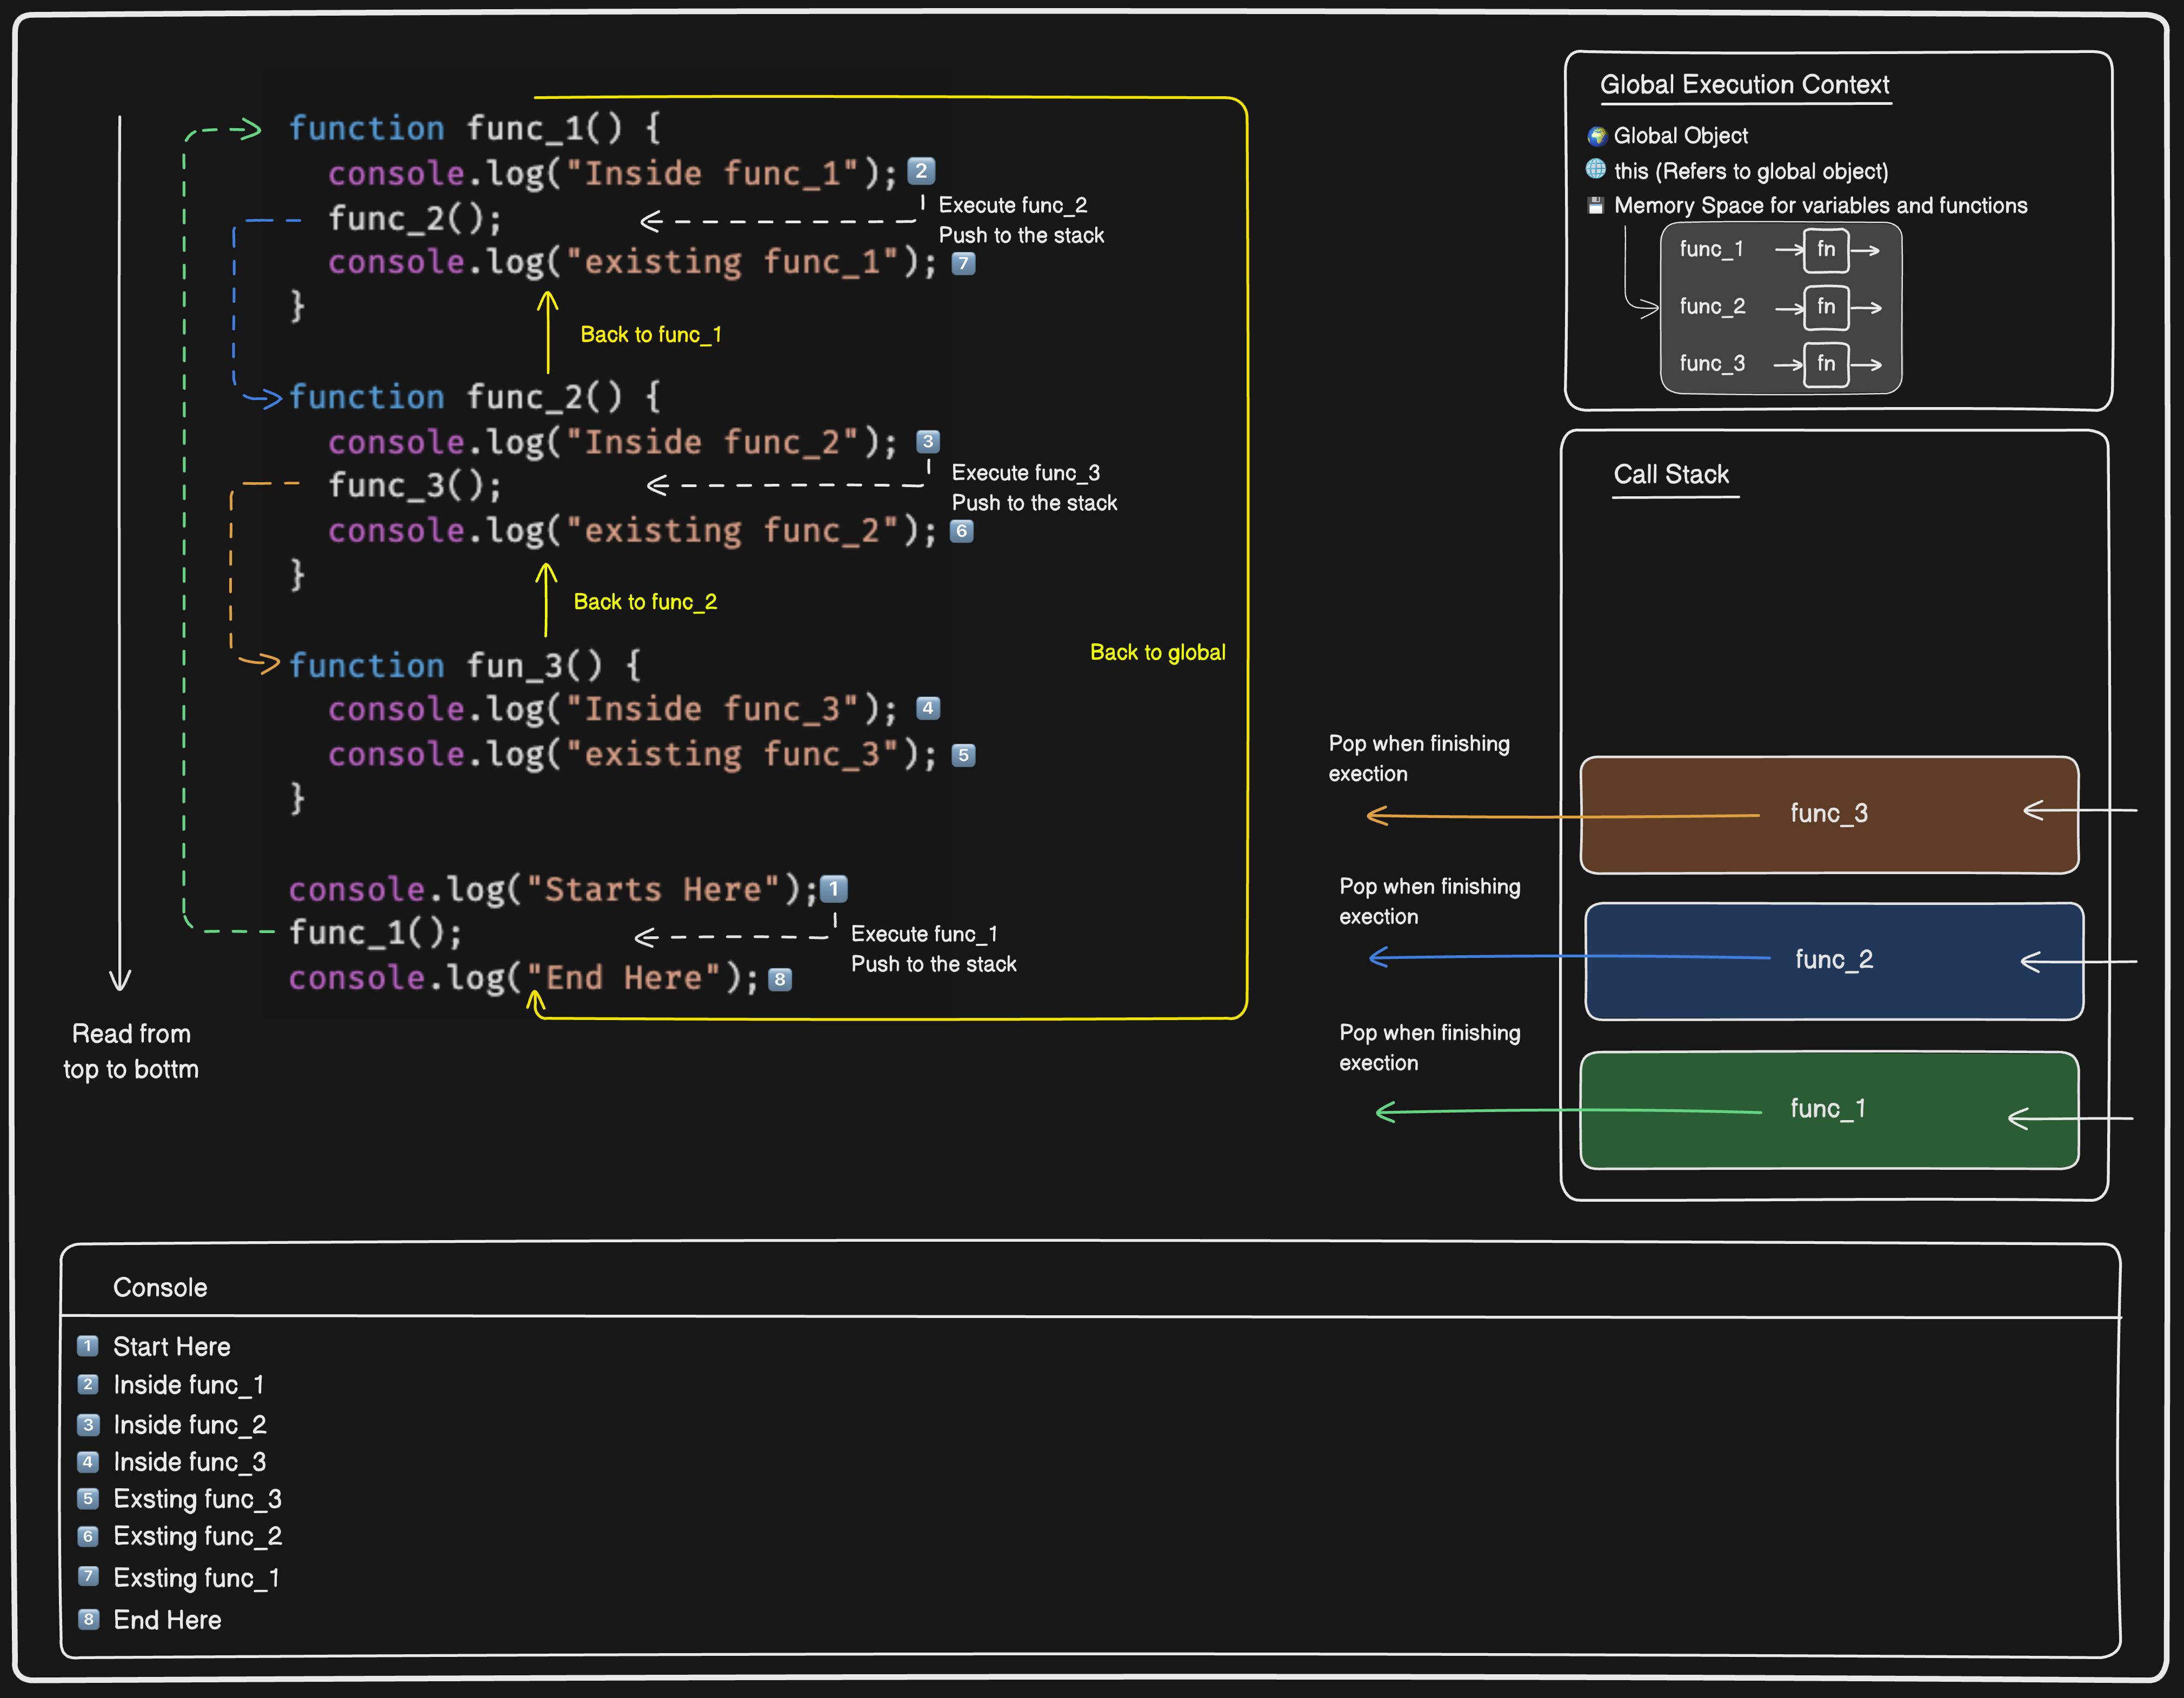 function func_1() {
console.log("Inside func_1"); 2
func_2();
Execute func_2
Push to the stack
console.log("existing func_1"); 7
}
Back to func_1
function func_2() {
console.log("Inside func_2"); 3
func_3();
Execute func_3
Push to the stack
console.log("existing func_2"); 6
}
Back to func_2
function fun_3() {
console.log("Inside func_3"); 4
console.log("existing func_3"); 5
}
Back to global
console.log("Starts Here"); 1
func_1();
Execute func_1
Push to the stack
console.log("End Here"); 8
Read from
top to bottm
Global Execution Context
Global Object
this (Refers to global object)
Memory Space for variables and functions
func_1 fn
func_2 fn
func_3 fn
Call Stack
Pop when finishing
exection
func_3
Pop when finishing
exection
func_2
Pop when finishing
exection
func_1
Console
1 Start Here
2 Inside func_1
3 Inside func_2
4 Inside func_3
5 Exsting func_3
6 Exsting func_2
7 Exsting func_1
8 End Here